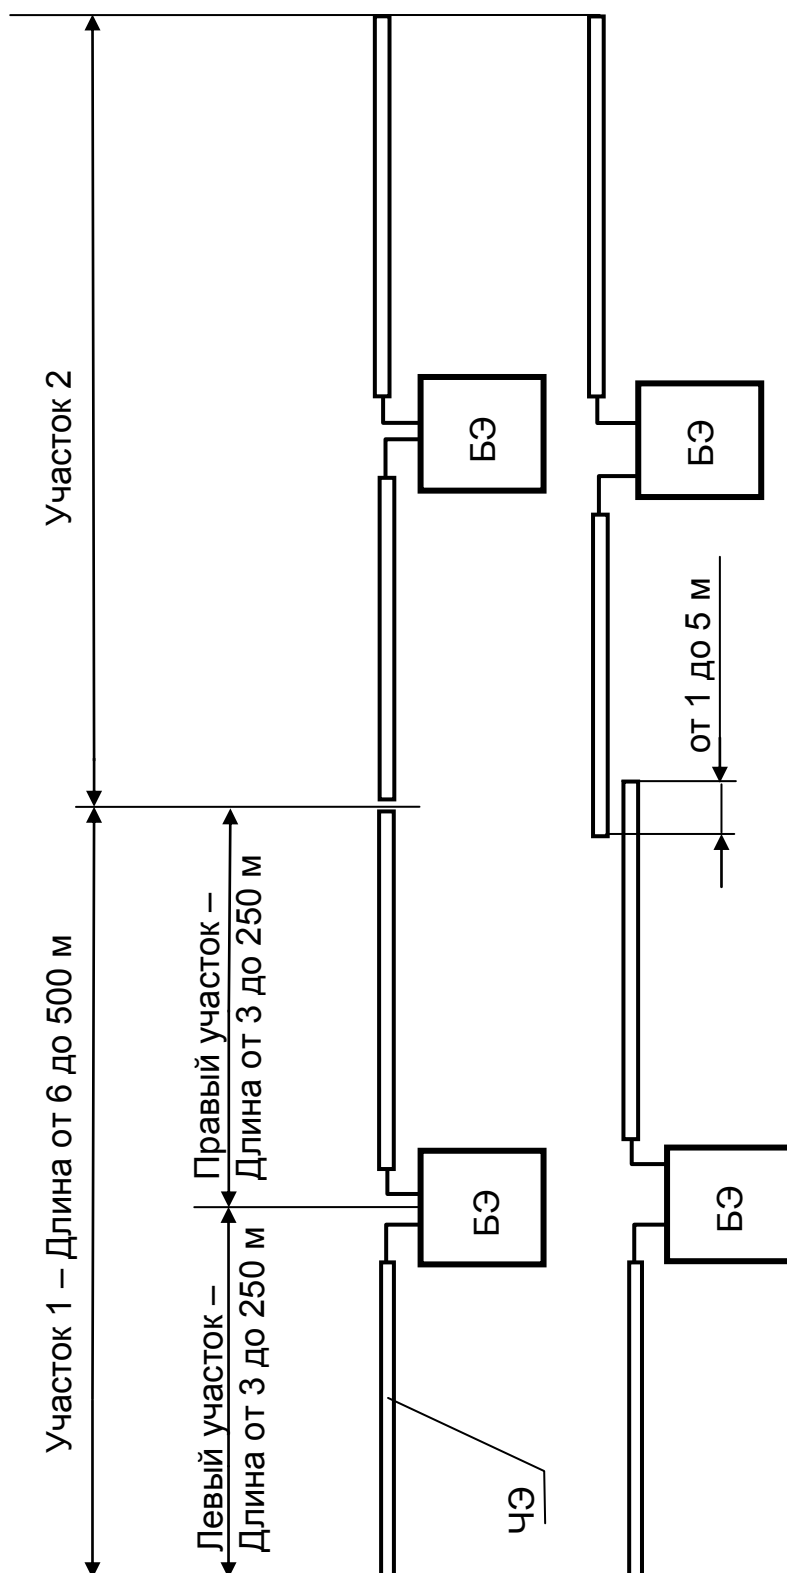 Участок 1 – Длина от 6 до 500 м
Участок 2
Левый участок –
Длина от 3 до 250 м
Правый участок –
Длина от 3 до 250 м
БЭ
БЭ
ЧЭ
от 1 до 5 м
БЭ
БЭ